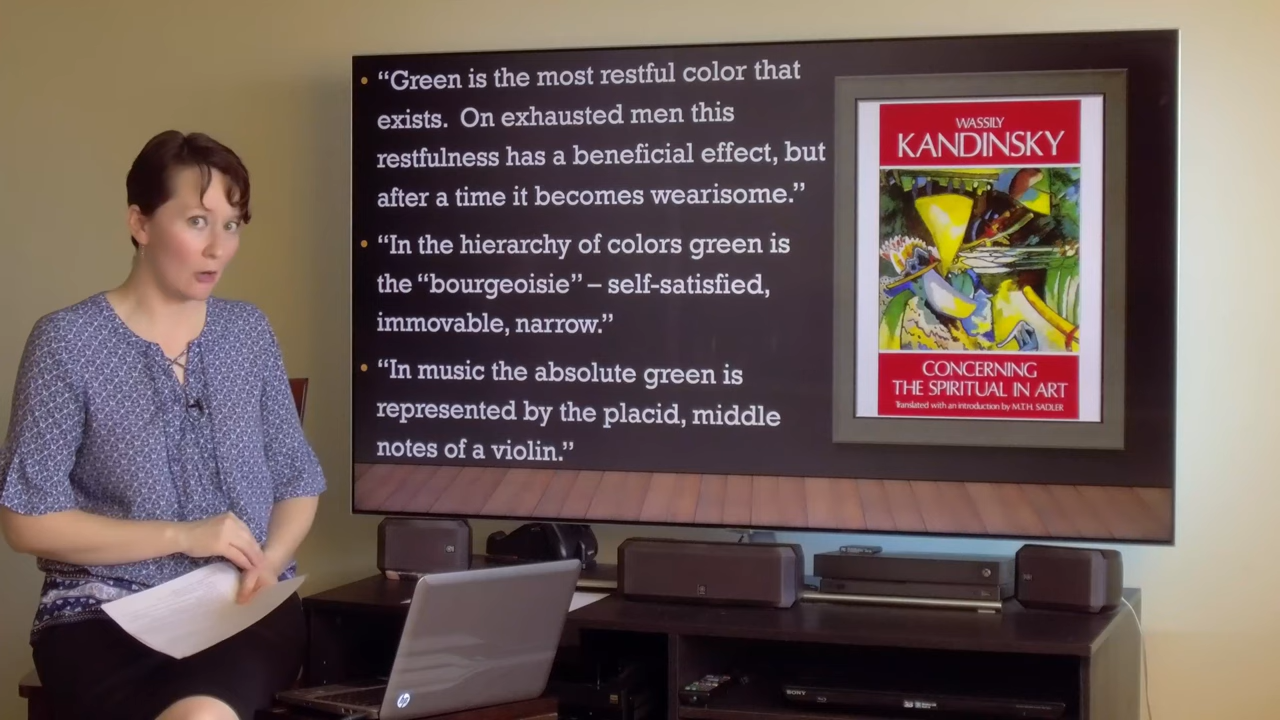 • “Green is the most restful color that
exists.  On exhausted men this
restfulness has a beneficial effect, but
after a time it becomes wearisome.”
• “In the hierarchy of colors green is
the “bourgeoisie” – self-satisfied,
immovable, narrow.”
• “In music the absolute green is
represented by the placid, middle
notes of a violin.”
WASSILY
KANDINSKY
CONCERNING
THE SPIRITUAL IN ART
Translated with an introduction by M.T.H. SADLER
hp
SONY